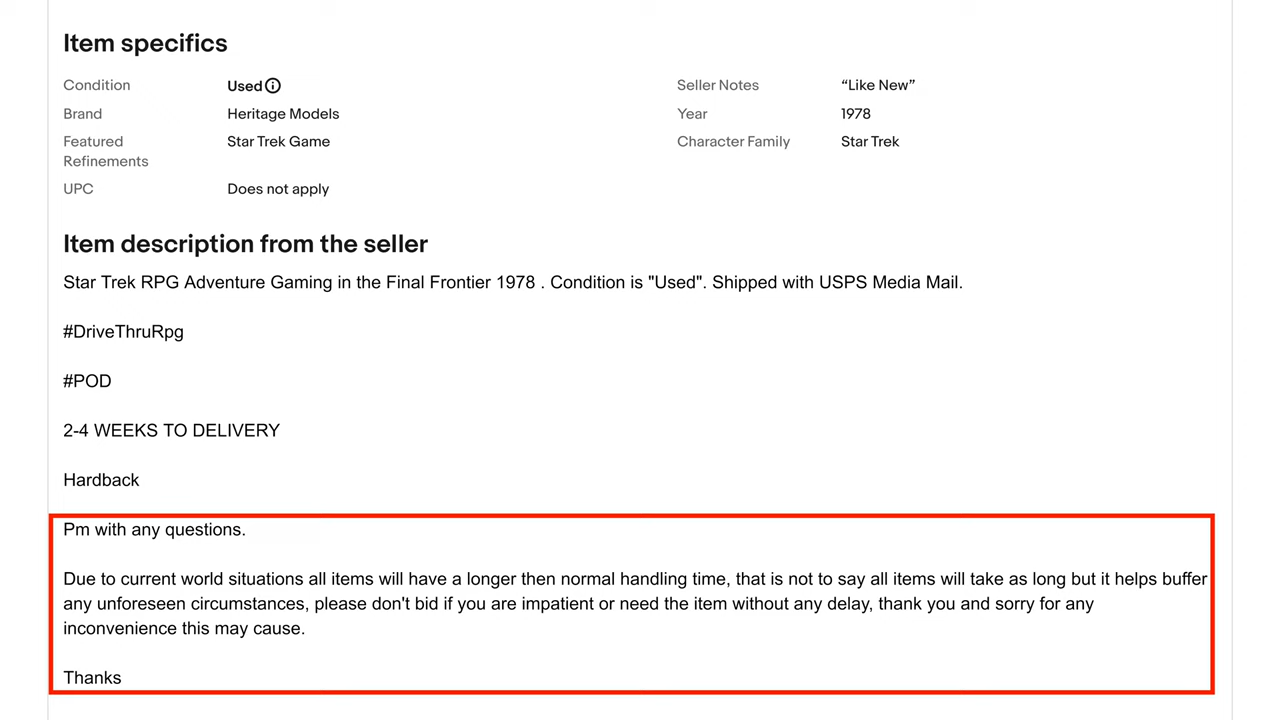 Item specifics
Condition Used Seller Notes “Like New”
Brand Heritage Models Year 1978
Featured Refinements Star Trek Game Character Family Star Trek
UPC Does not apply
Item description from the seller
Star Trek RPG Adventure Gaming in the Final Frontier 1978 . Condition is "Used". Shipped with USPS Media Mail.
#DriveThruRpg
#POD
2-4 WEEKS TO DELIVERY
Hardback
Pm with any questions.
Due to current world situations all items will have a longer then normal handling time, that is not to say all items will take as long but it helps buffer
any unforeseen circumstances, please don't bid if you are impatient or need the item without any delay, thank you and sorry for any
inconvenience this may cause.
Thanks